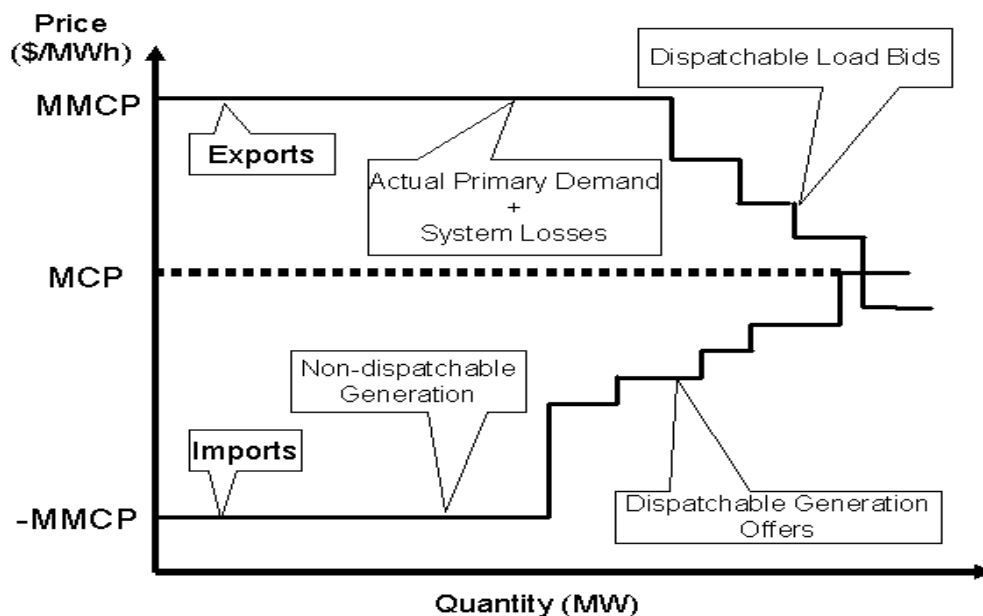 Price
($/MWh)
Dispatchable Load Bids
MMCP
Exports
Actual Primary Demand
+
System Losses
MCP
Non-dispatchable
Generation
Imports
-MMCP
Dispatchable Generation
Offers
Quantity (MW)